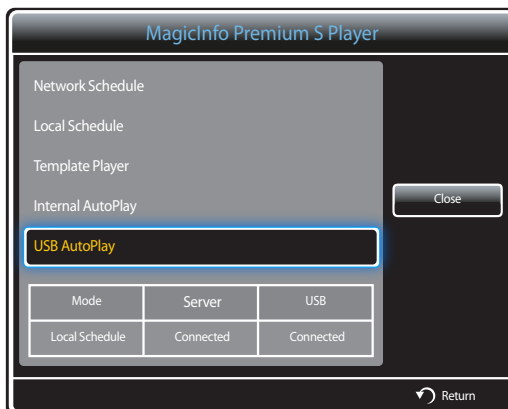 MagicInfo Premium S Player
Network Schedule
Local Schedule
Template Player
Internal AutoPlay
Close
USB AutoPlay
Mode Server USB
Local Schedule Connected Connected
Return